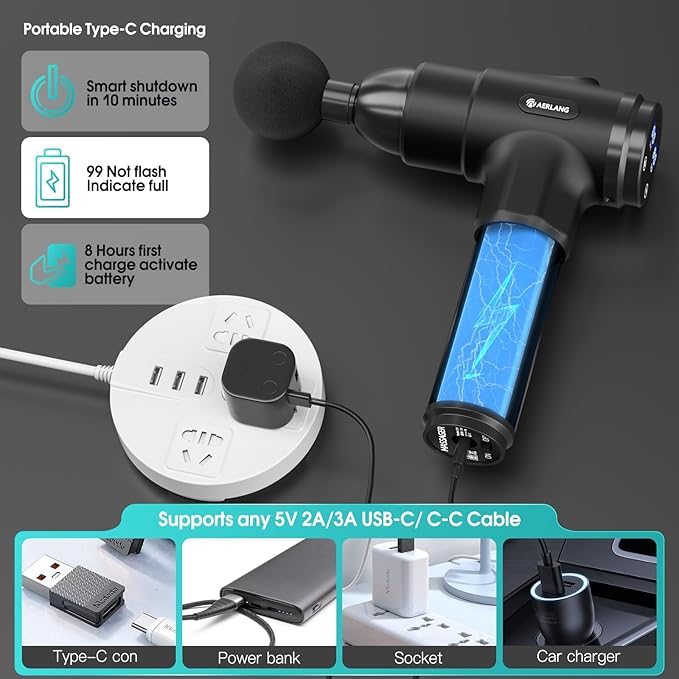 Portable Type-C Charging
Smart shutdown
in 10 minutes
99 Not flash
Indicate full
8 Hours first
charge activate
battery
AERLANG
MASSAGER
Supports any 5V 2A/3A USB-C/ C-C Cable
Type-C con
Power bank
Socket
Car charger